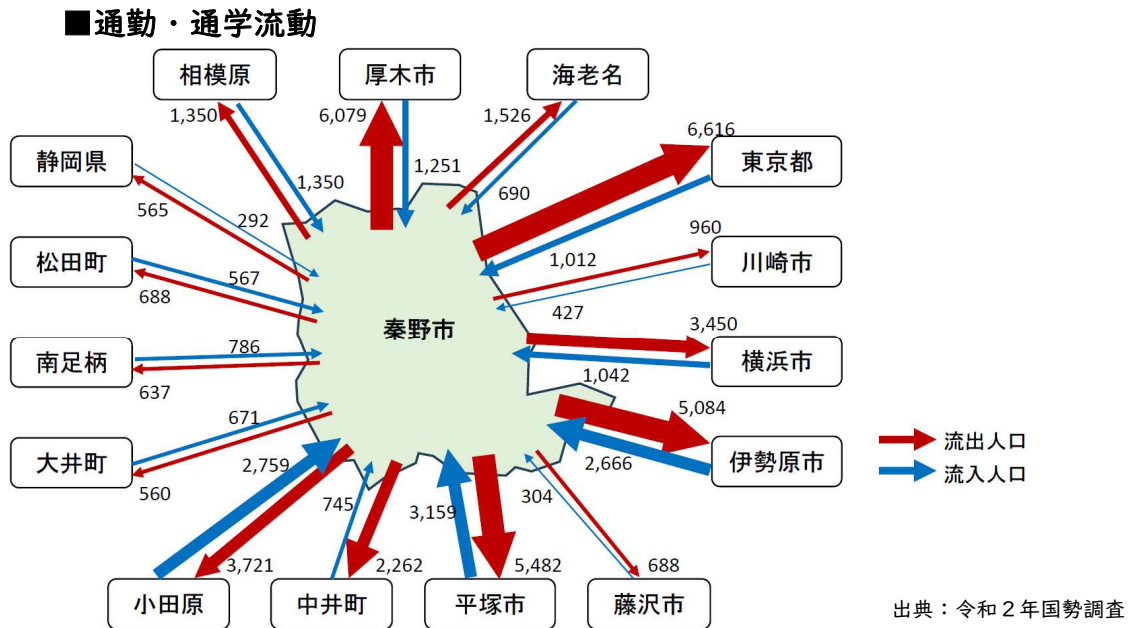 ■通勤・通学流動
相模原
厚木市
海老名
1,350
6,079
1,526
6,616
静岡県
1,350
1,251
690
東京都
565
292
960
1,012
川崎市
松田町
567
688
427
秦野市
3,450
南足柄
786
横浜市
637
1,042
671
5,084
大井町
2,759
2,666
伊勢原市
560
745
3,159
304
3,721
2,262
5,482
688
小田原
中井町
平塚市
藤沢市
流出人口
流入人口
出典：令和２年国勢調査